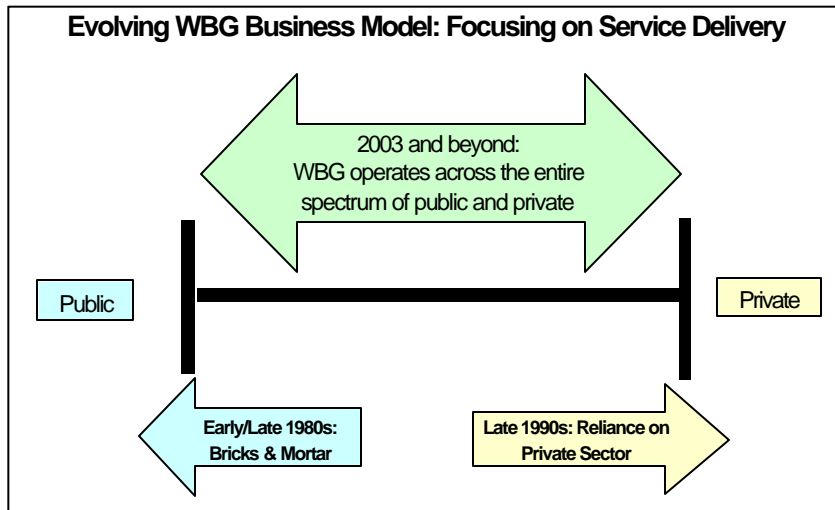 Evolving WBG Business Model: Focusing on Service Delivery
2003 and beyond:
WBG operates across the entire
spectrum of public and private
Public
Private
Early/Late 1980s:
Bricks & Mortar
Late 1990s: Reliance on
Private Sector